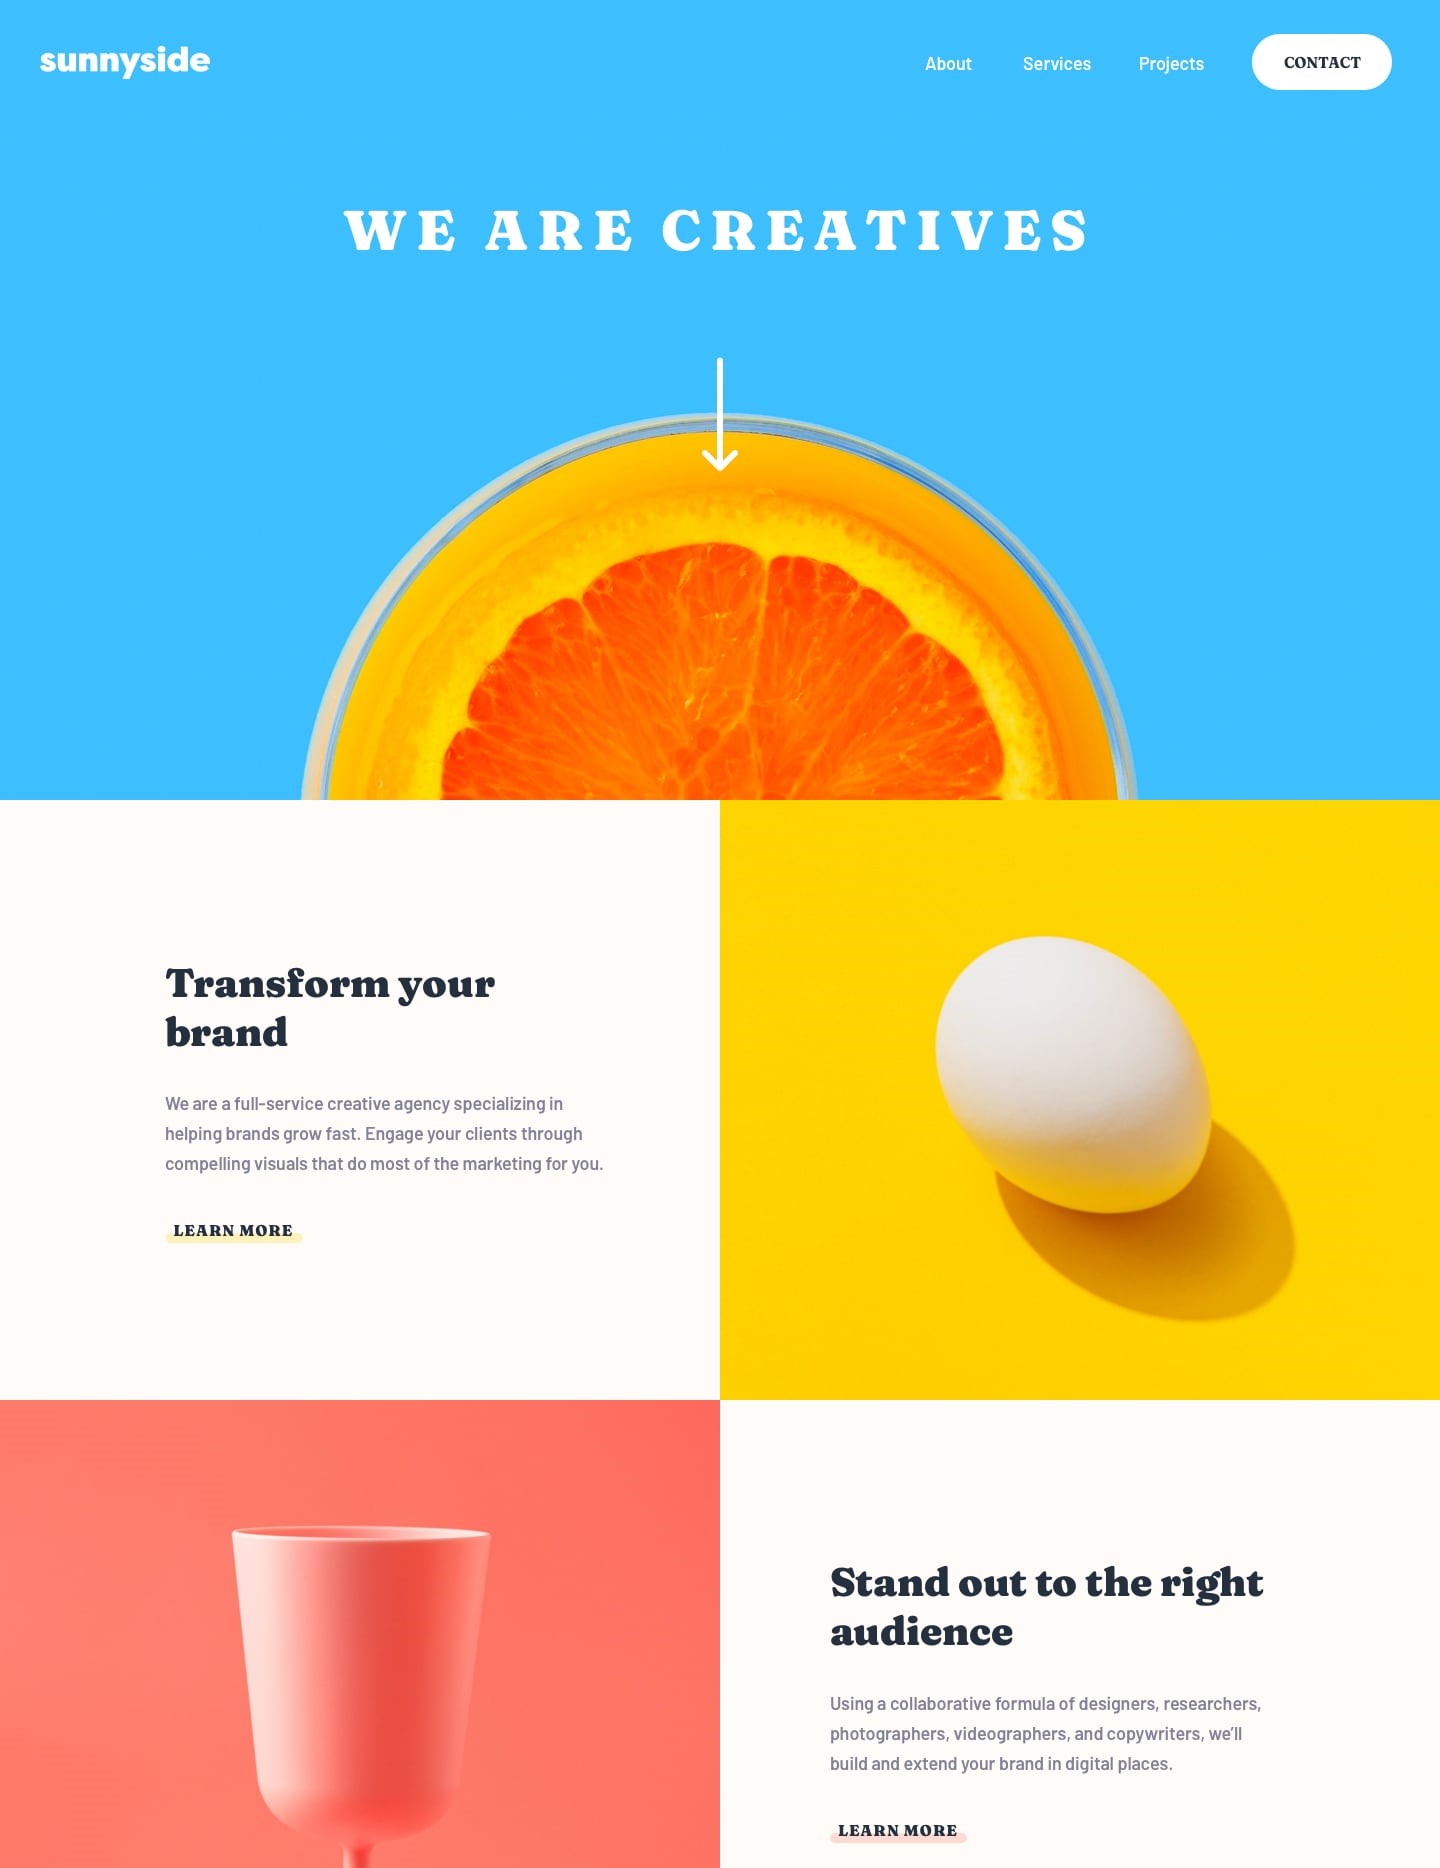 sunnyside
About Services Projects CONTACT
WE ARE CREATIVES
Transform your
brand
We are a full-service creative agency specializing in
helping brands grow fast. Engage your clients through
compelling visuals that do most of the marketing for you.
LEARN MORE
Stand out to the right
audience
Using a collaborative formula of designers, researchers,
photographers, videographers, and copywriters, we’ll
build and extend your brand in digital places.
LEARN MORE